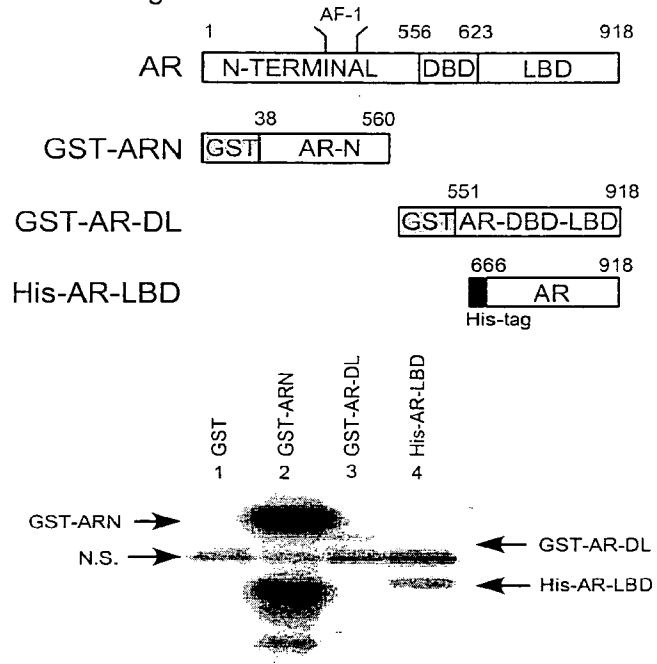 AF-1
1 556 623 918
AR N-TERMINAL DBD LBD
38 560
GST-ARN GST AR-N
551 918
GST-AR-DL GST AR-DBD-LBD
666 918
His-AR-LBD AR
His-tag
GST GST-ARN GST-AR-DL His-AR-LBD
1 2 3 4
GST-ARN
GST-AR-DL
N.S.
His-AR-LBD